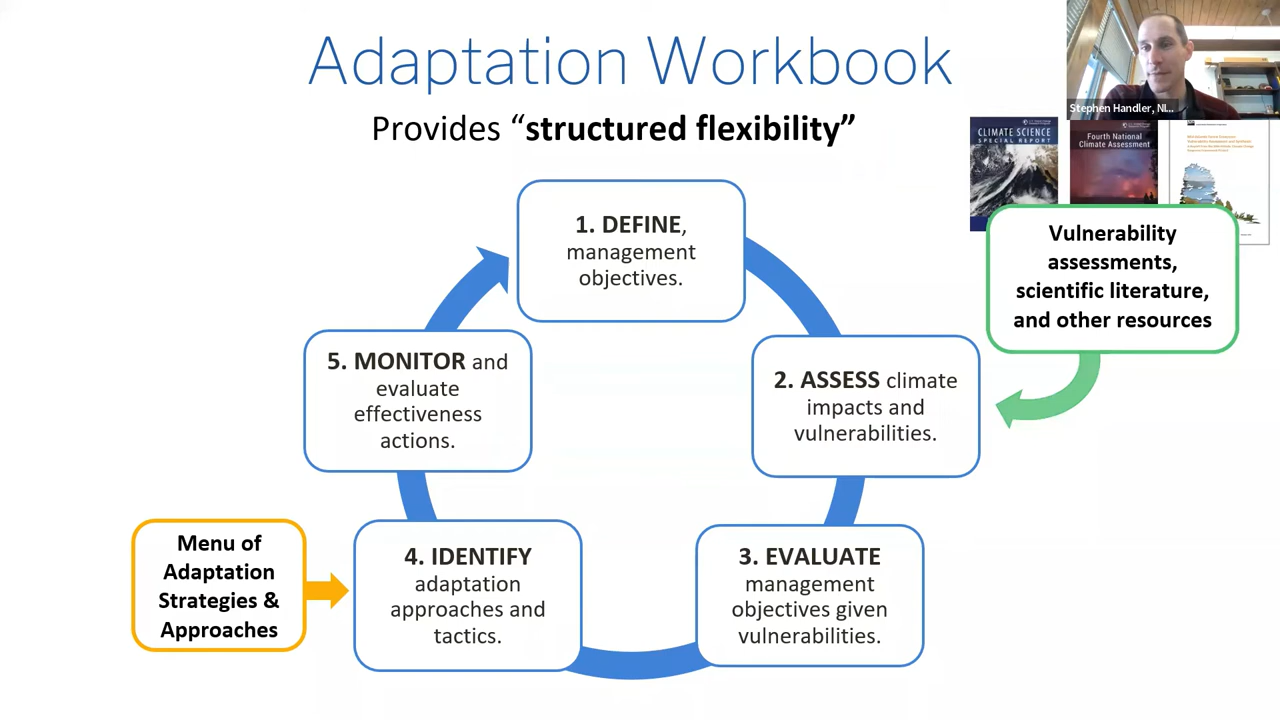 Adaptation Workbook
Provides “structured flexibility”
Stephen Handler, NI...
CLIMATE SCIENCE
SPECIAL REPORT
Fourth National
Climate Assessment
Vulnerability
assessments,
scientific literature,
and other resources
1. DEFINE,
management
objectives.
2. ASSESS climate
impacts and
vulnerabilities.
3. EVALUATE
management
objectives given
vulnerabilities.
4. IDENTIFY
adaptation
approaches and
tactics.
5. MONITOR and
evaluate
effectiveness
actions.
Menu of
Adaptation
Strategies &
Approaches